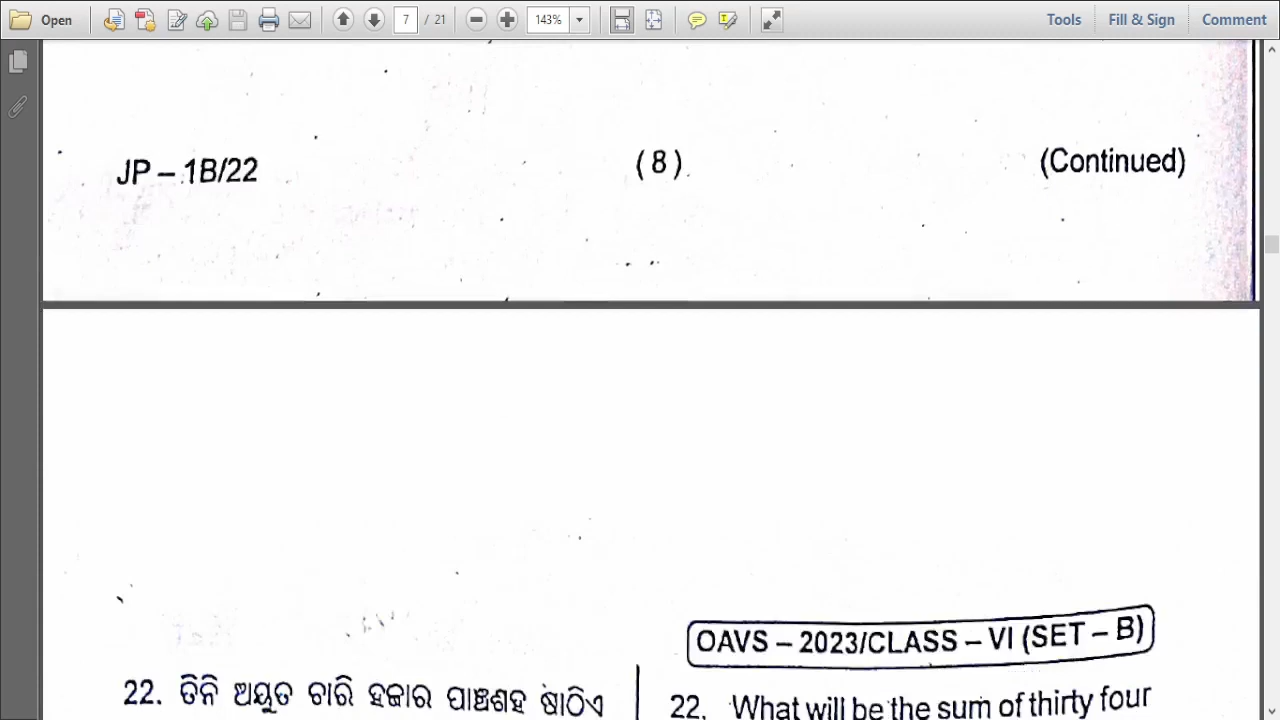 Open
7 / 21
143%
Tools
Fill & Sign
Comment
JP – 1B/22
(8)
(Continued)
OAVS – 2023/CLASS – VI (SET – B)
22. ତିନି ଅୟୁତ ଚାରି ହଜାର ପାଞ୍ଚଶହ ଷାଠିଏ
22. What will be the sum of thirty four